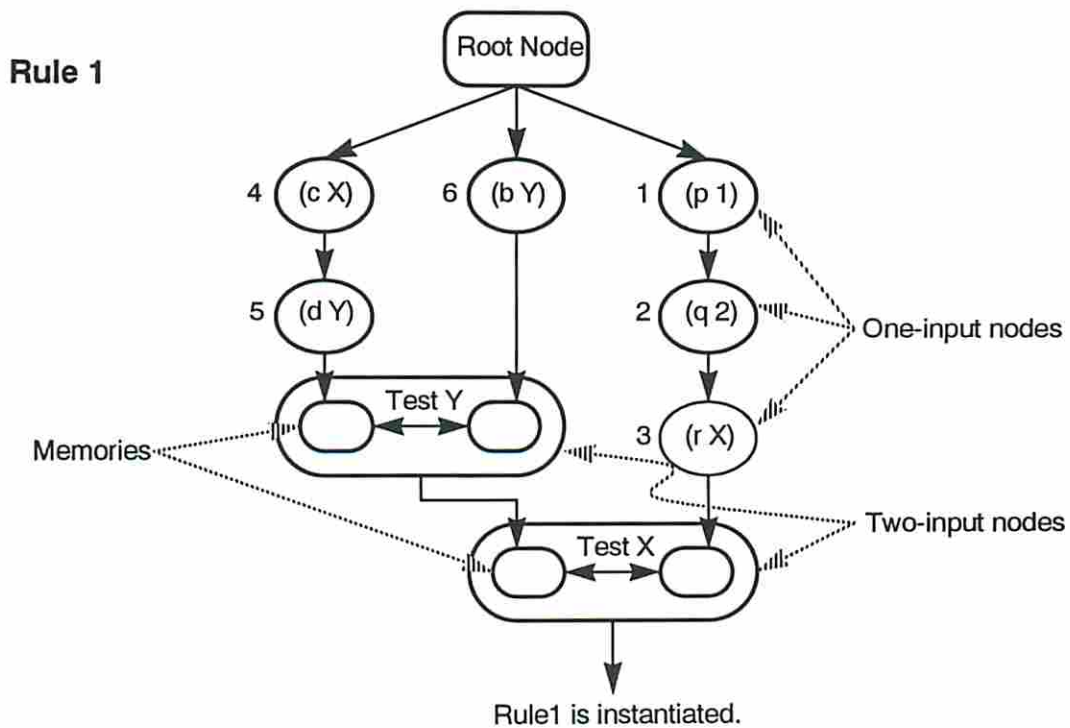 Root Node
Rule 1
4 (c X) 6 (b Y) 1 (p 1)
5 (d Y) 2 (q 2)
One-input nodes
Test Y
3 (r X)
Memories
Two-input nodes
Test X
Rule1 is instantiated.